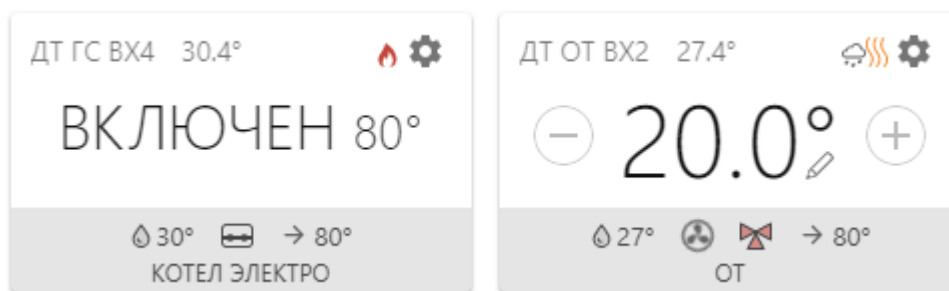 ДТ ГС ВХ4 30.4°
ВКЛЮЧЕН 80°
30° → 80°
КОТЕЛ ЭЛЕКТРО
ДТ ОТ ВХ2 27.4°
20.0°
27° → 80°
ОТ